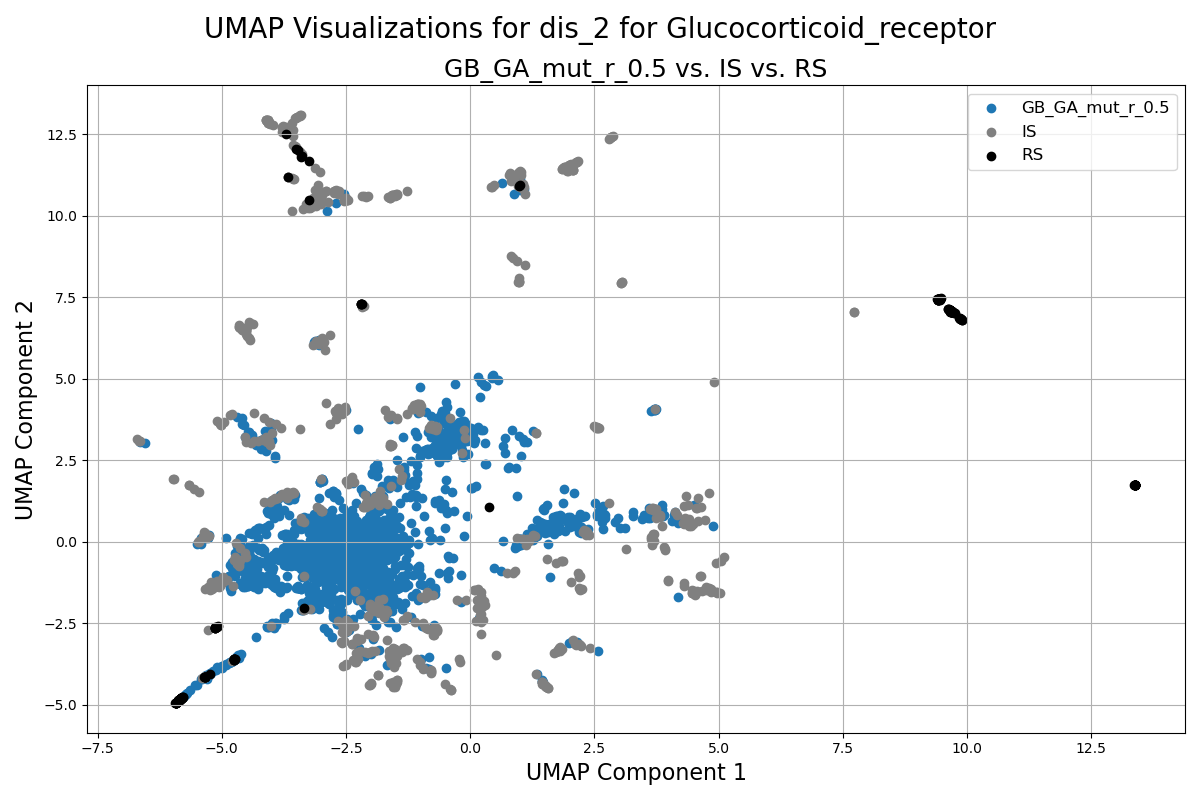 UMAP Visualizations for dis_2 for Glucocorticoid_receptor
GB_GA_mut_r_0.5 vs. IS vs. RS
GB_GA_mut_r_0.5
IS
RS
UMAP Component 2
12.5
10.0
7.5
5.0
2.5
0.0
−2.5
−5.0
−7.5 −5.0 −2.5 0.0 2.5 5.0 7.5 10.0 12.5
UMAP Component 1